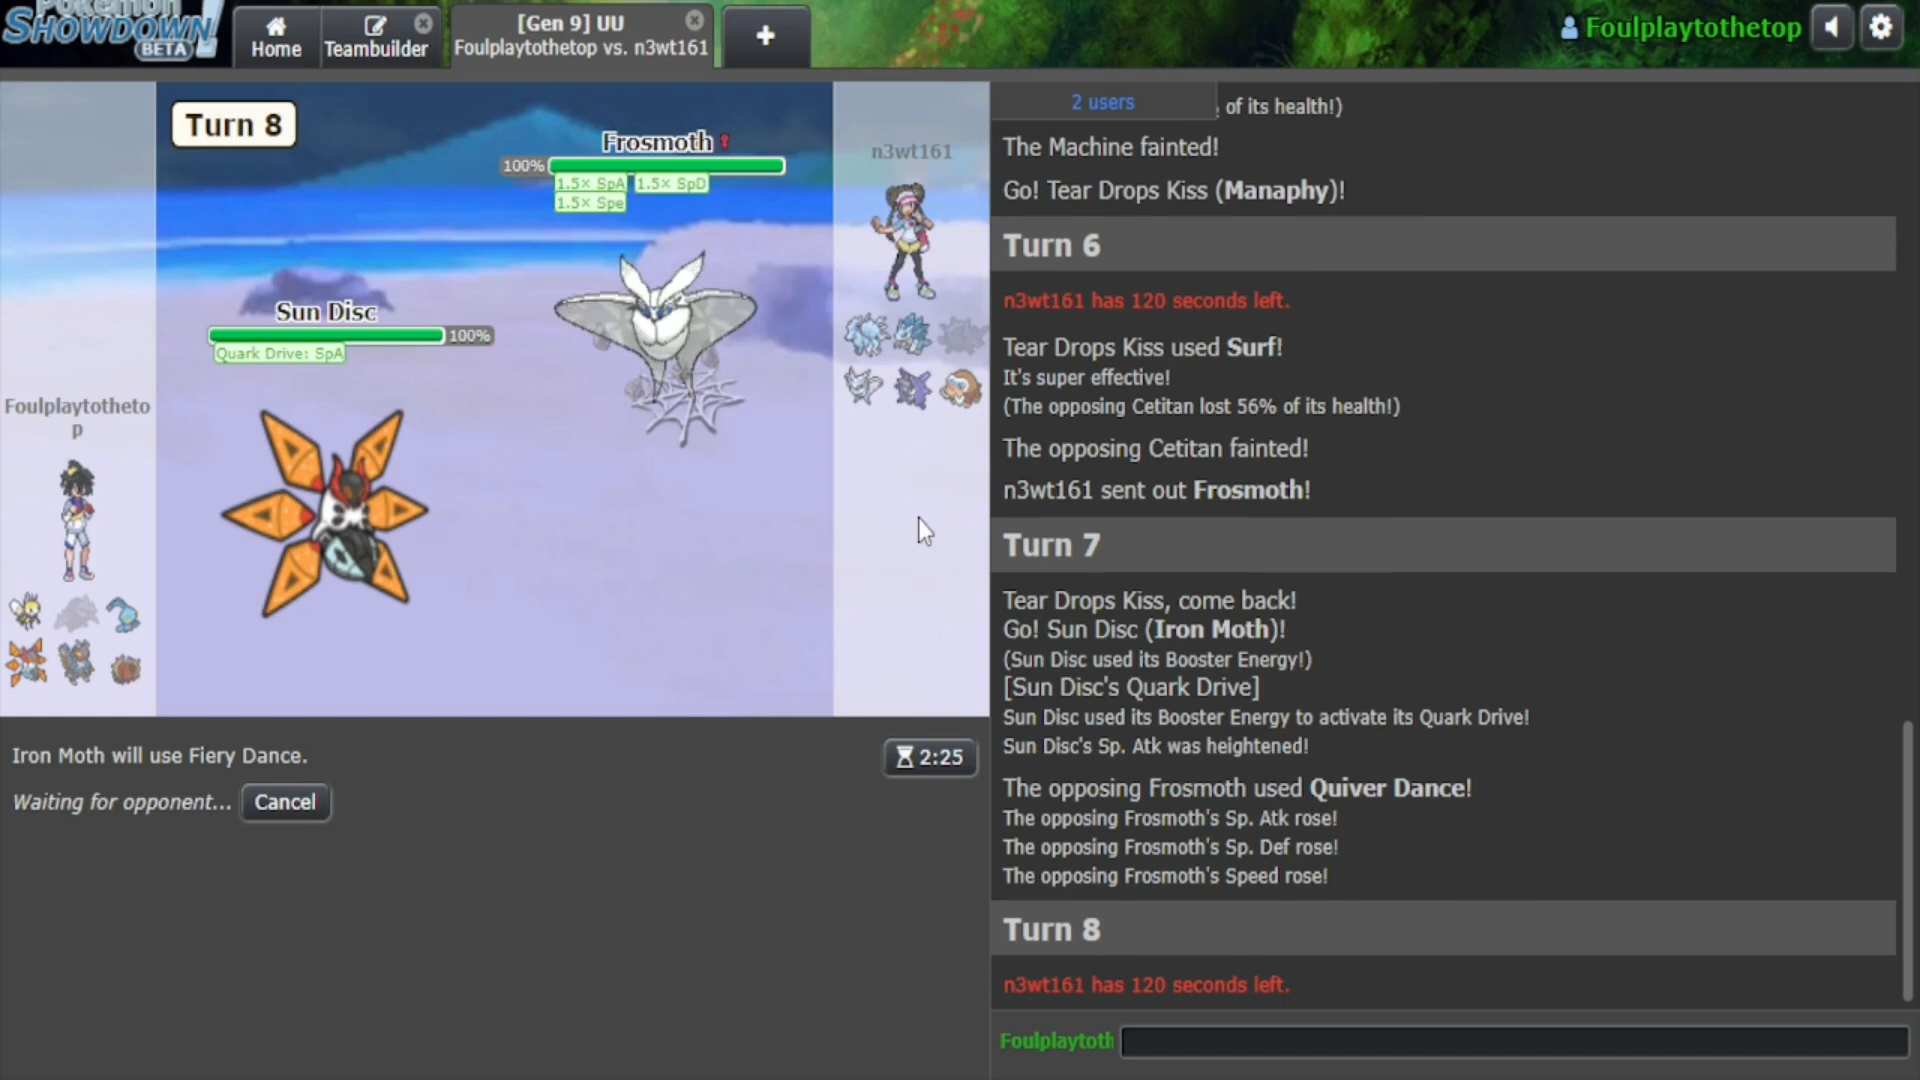 Pokémon
SHOWDOWN!
BETA
Home
Teambuilder
[Gen 9] UU
Foulplaytothetop vs. n3wt161
Foulplaytothetop
Turn 8
Frosmoth
100%
1.5× SpA 1.5× SpD
1.5× Spe
Sun Disc
100%
Quark Drive: SpA
Foulplaytotheto
p
n3wt161
Iron Moth will use Fiery Dance.
2:25
Waiting for opponent... Cancel
2 users
of its health!)
The Machine fainted!
Go! Tear Drops Kiss (Manaphy)!
Turn 6
n3wt161 has 120 seconds left.
Tear Drops Kiss used Surf!
It's super effective!
(The opposing Cetitan lost 56% of its health!)
The opposing Cetitan fainted!
n3wt161 sent out Frosmoth!
Turn 7
Tear Drops Kiss, come back!
Go! Sun Disc (Iron Moth)!
(Sun Disc used its Booster Energy!)
[Sun Disc's Quark Drive]
Sun Disc used its Booster Energy to activate its Quark Drive!
Sun Disc's Sp. Atk was heightened!
The opposing Frosmoth used Quiver Dance!
The opposing Frosmoth's Sp. Atk rose!
The opposing Frosmoth's Sp. Def rose!
The opposing Frosmoth's Speed rose!
Turn 8
n3wt161 has 120 seconds left.
Foulplaytoth